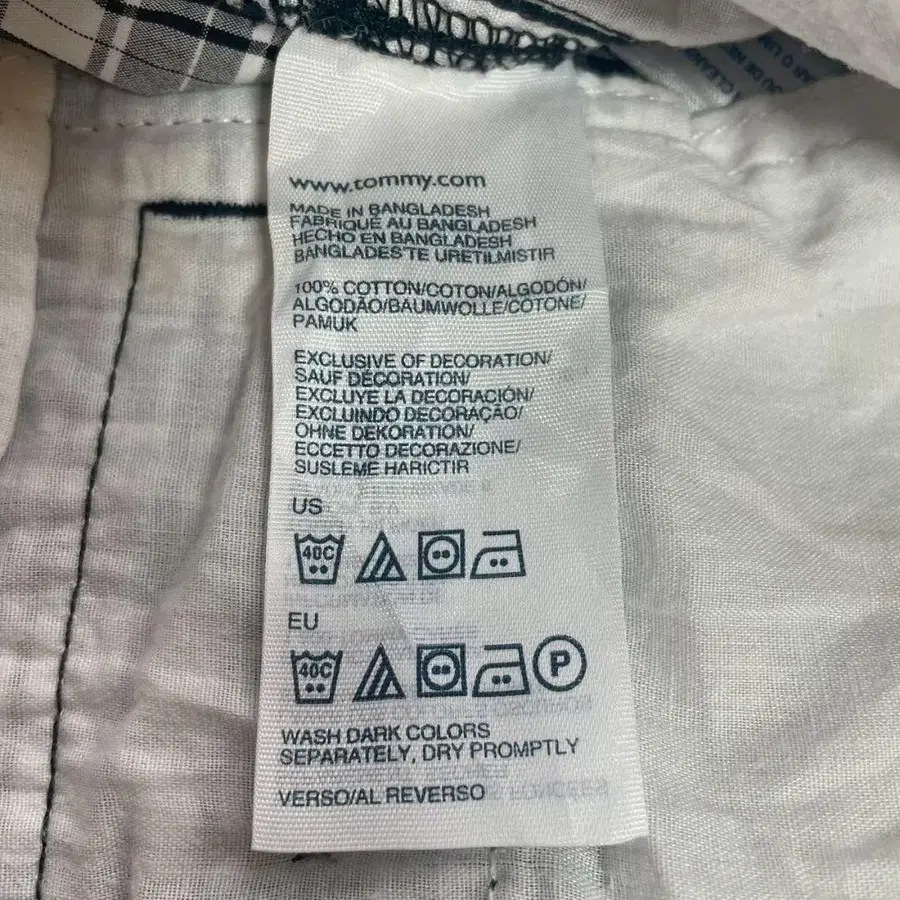 www.tommy.com
MADE IN BANGLADESH
FABRIQUÉ AU BANGLADESH
HECHO EN BANGLADESH
BANGLADES'TE URETILMISTIR
100% COTTON/COTON/ALGODÓN/
ALGODÃO/BAUMWOLLE/COTONE/
PAMUK
EXCLUSIVE OF DECORATION/
SAUF DÉCORATION/
EXCLUYE LA DECORACIÓN/
EXCLUINDO DECORAÇÃO/
OHNE DEKORATION/
ECCETTO DECORAZIONE/
SUSLEME HARICTIR
US
40C
EU
40C P
WASH DARK COLORS
SEPARATELY, DRY PROMPTLY
VERSO/AL REVERSO